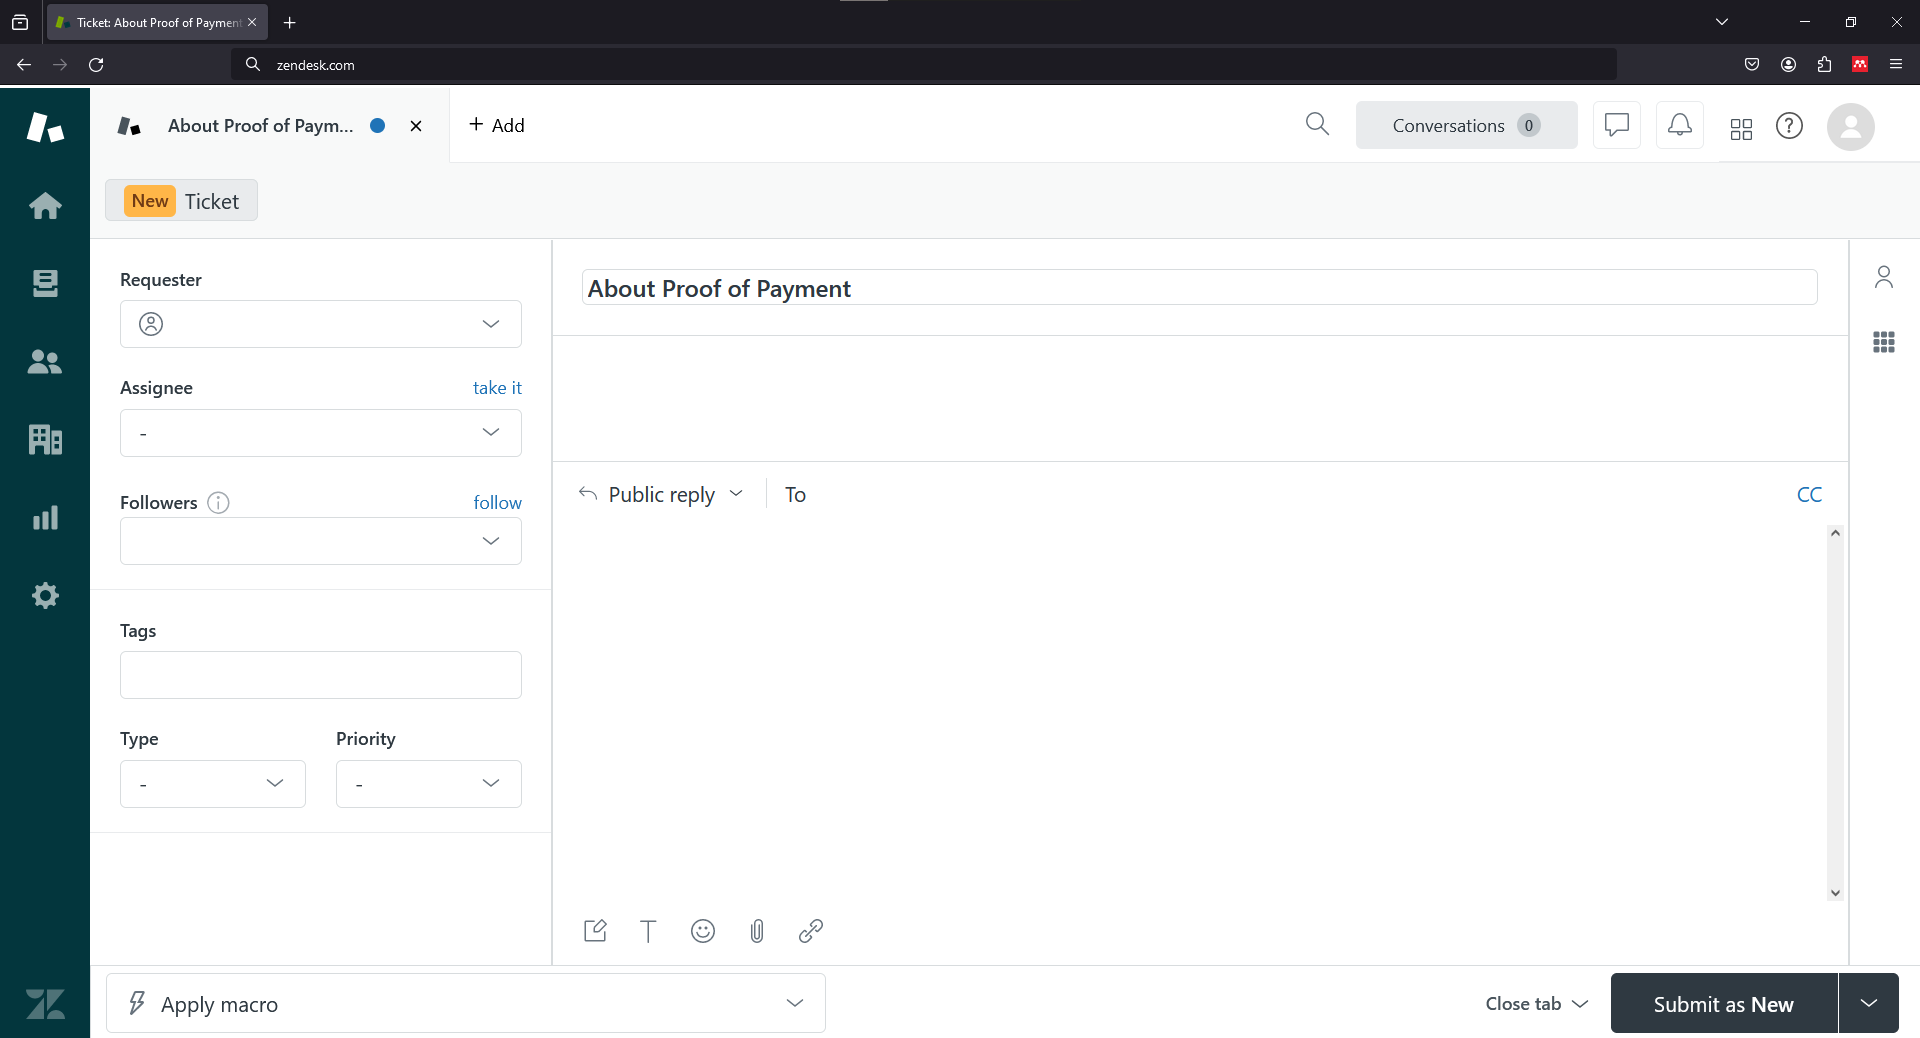 Ticket: About Proof of Payment
zendesk.com
About Proof of Paym...
+ Add
Conversations 0
New Ticket
Requester
Assignee
take it
-
Followers
follow
Tags
Type
Priority
-
-
About Proof of Payment
Public reply
To
CC
Apply macro
Close tab
Submit as New